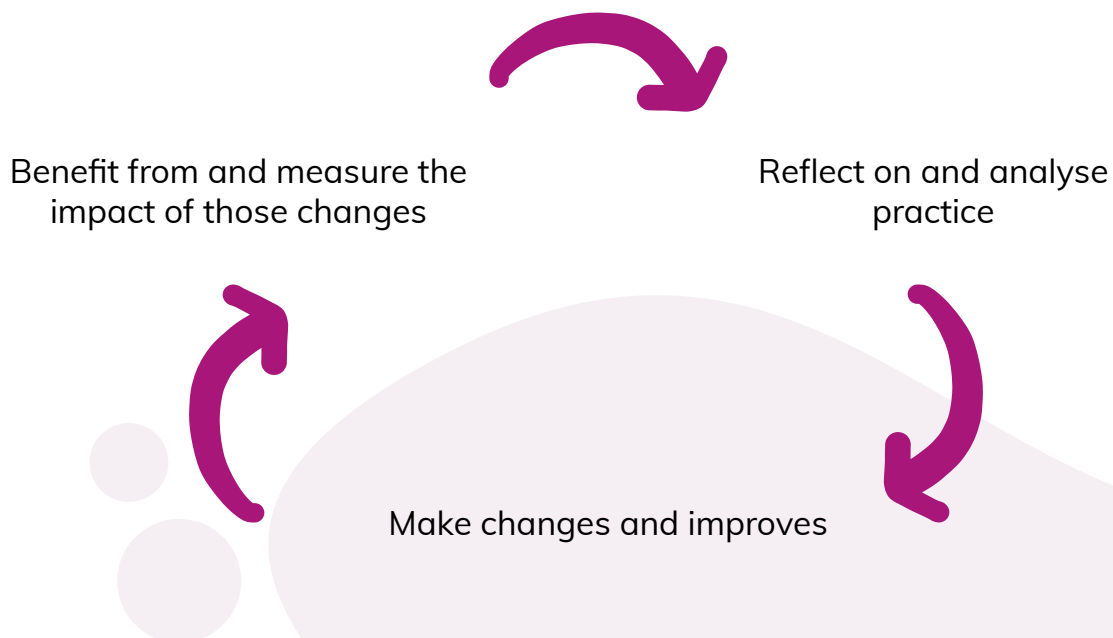 Benefit from and measure the
impact of those changes
Reflect on and analyse
practice
Make changes and improves